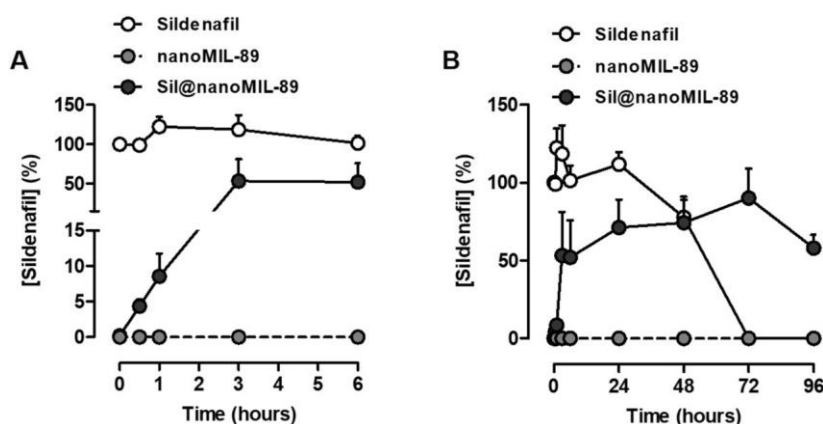 A
Sildenafil
nanoMIL-89
Sil@nanoMIL-89
[Sildenafil] (%)
150
100
50
10
5
0
0 1 2 3 4 5 6
Time (hours)
B
Sildenafil
nanoMIL-89
Sil@nanoMIL-89
[Sildenafil] (%)
150
100
50
0
0 24 48 72 96
Time (hours)